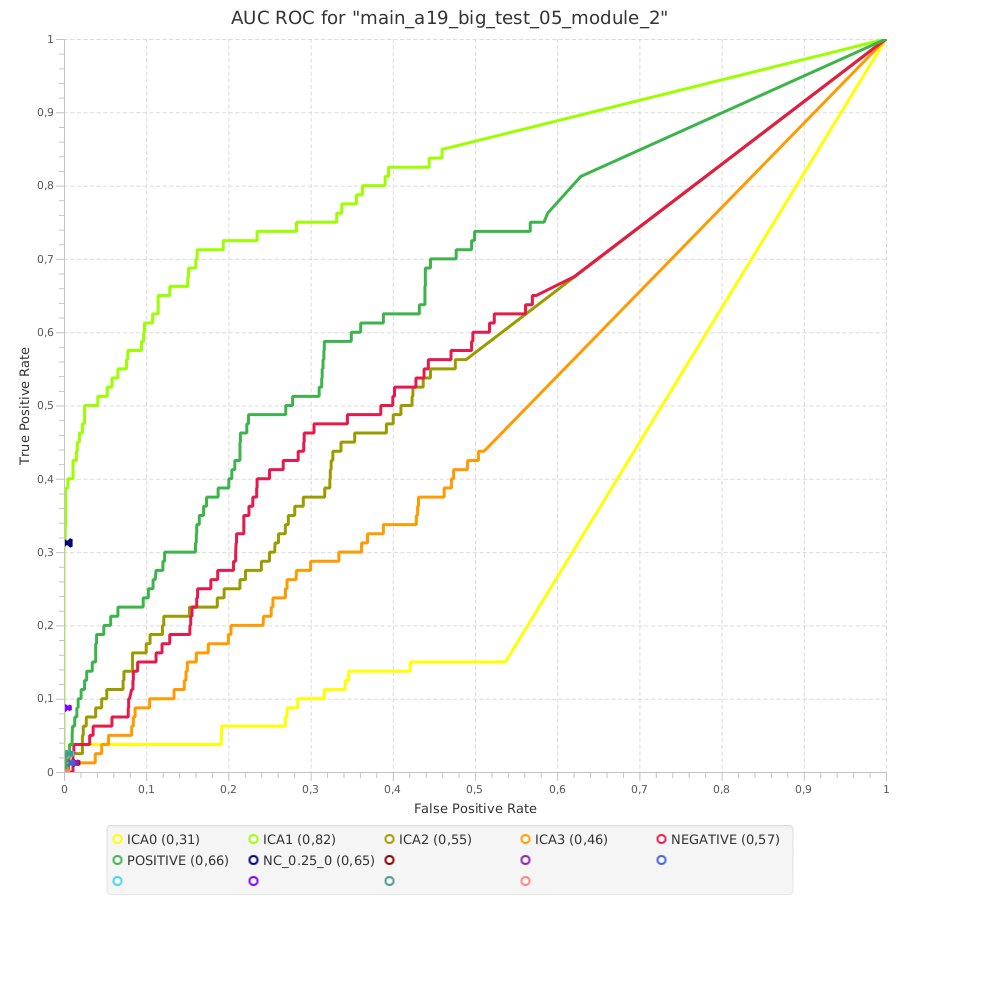 AUC ROC for "main_a19_big_test_05_module_2"
1
0,9
0,8
0,7
0,6
0,5
0,4
0,3
0,2
0,1
0
True Positive Rate
0 0,1 0,2 0,3 0,4 0,5 0,6 0,7 0,8 0,9 1
False Positive Rate
ICA0 (0,31) ICA1 (0,82) ICA2 (0,55) ICA3 (0,46) NEGATIVE (0,57)
POSITIVE (0,66) NC_0.25_0 (0,65)